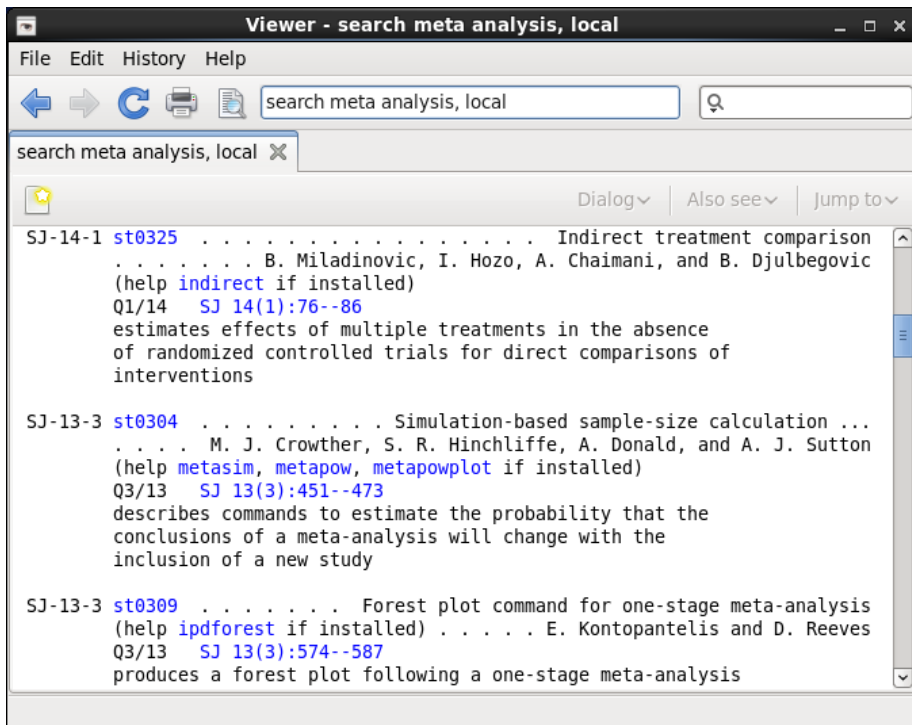 Viewer - search meta analysis, local
File Edit History Help
search meta analysis, local
search meta analysis, local
Dialog Also see Jump to
SJ-14-1 st0325 . . . . . . . . . . . . . . . . Indirect treatment comparison
. . . . . . . B. Miladinovic, I. Hozo, A. Chaimani, and B. Djulbegovic
(help indirect if installed)
Q1/14 SJ 14(1):76--86
estimates effects of multiple treatments in the absence
of randomized controlled trials for direct comparisons of
interventions
SJ-13-3 st0304 . . . . . . . . . Simulation-based sample-size calculation ...
. . . . M. J. Crowther, S. R. Hinchliffe, A. Donald, and A. J. Sutton
(help metasim, metapow, metapowplot if installed)
Q3/13 SJ 13(3):451--473
describes commands to estimate the probability that the
conclusions of a meta-analysis will change with the
inclusion of a new study
SJ-13-3 st0309 . . . . . . . Forest plot command for one-stage meta-analysis
(help ipdforest if installed) . . . . . E. Kontopantelis and D. Reeves
Q3/13 SJ 13(3):574--587
produces a forest plot following a one-stage meta-analysis